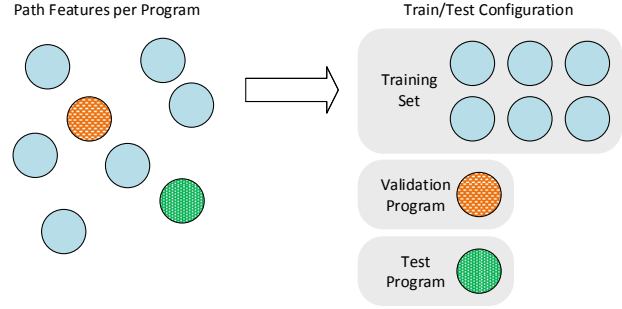 Path Features per Program
Train/Test Configuration
Training
Set
Validation
Program
Test
Program